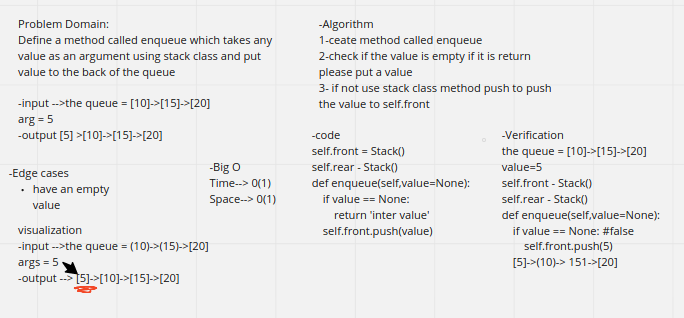 Problem Domain:
Define a method called enqueue which takes any
value as an argument using stack class and put
value to the back of the queue
-input -->the queue = [10]->[15]->[20]
arg = 5
-output [5] >[10]->[15]->[20]
-Edge cases
• have an empty
value
visualization
-input -->the queue = (10)->(15)->[20]
args = 5
-output --> [5]->[10]->[15]->[20]
-Big O
Time--> 0(1)
Space--> 0(1)
-Algorithm
1-ceate method called enqueue
2-check if the value is empty if it is return
please put a value
3- if not use stack class method push to push
the value to self.front
-code
self.front = Stack()
self.rear - Stack()
def enqueue(self,value=None):
if value == None:
return 'inter value'
self.front.push(value)
-Verification
the queue = [10]->[15]->[20]
value=5
self.front - Stack()
self.rear - Stack()
def enqueue(self,value=None):
if value == None: #false
self.front.push(5)
[5]->(10)-> 151->[20]